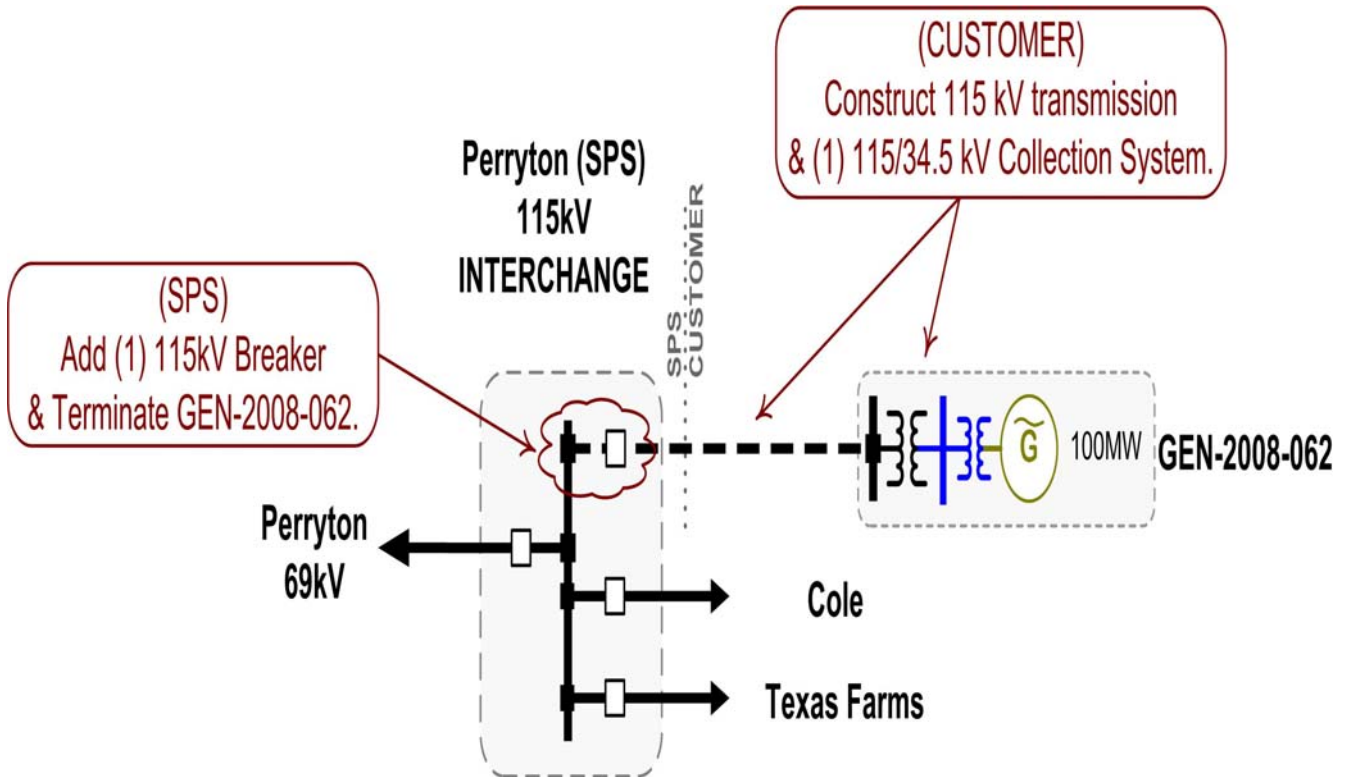 (CUSTOMER)
Construct 115 kV transmission
& (1) 115/34.5 kV Collection System.
Perryton (SPS)
115kV
INTERCHANGE
SPS
CUSTOMER
(SPS)
Add (1) 115kV Breaker
& Terminate GEN-2008-062.
G
100MW
GEN-2008-062
Perryton
69kV
Cole
Texas Farms